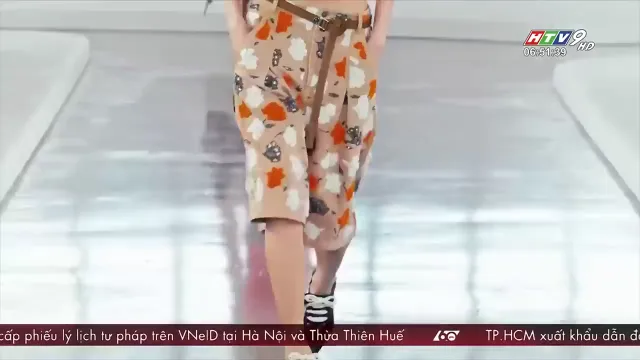 HTV9 HD
06:51:39
cấp phiếu lý lịch tư pháp trên VNeID tại Hà Nội và Thừa Thiên Huế
60
TP.HCM xuất khẩu dẫn đ